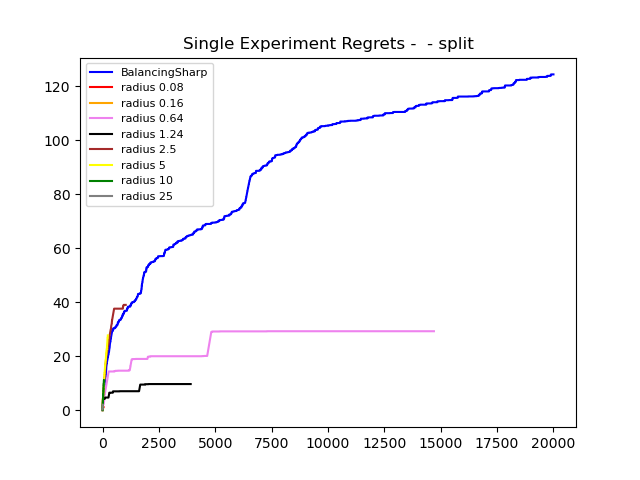 Single Experiment Regrets -  - split
BalancingSharp
radius 0.08
radius 0.16
radius 0.64
radius 1.24
radius 2.5
radius 5
radius 10
radius 25
120
100
80
60
40
20
0
0 2500 5000 7500 10000 12500 15000 17500 20000